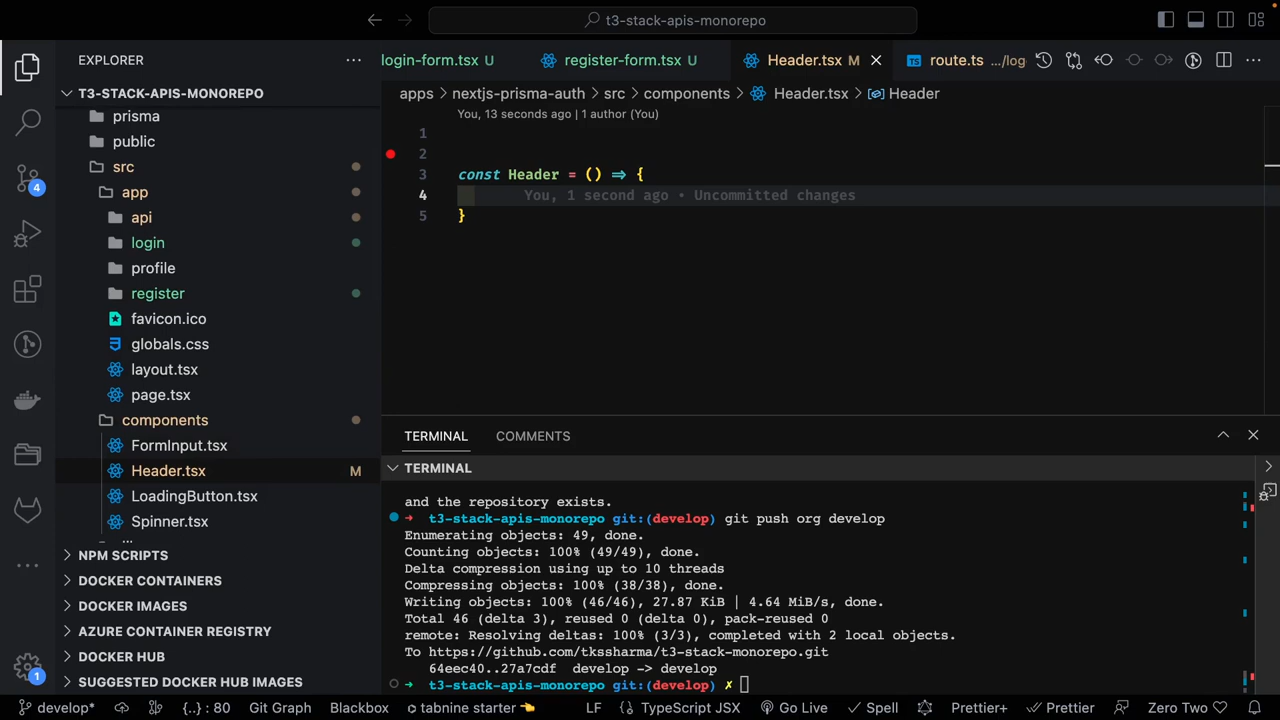 t3-stack-apis-monorepo
EXPLORER
T3-STACK-APIS-MONOREPO
prisma
public
src
app
api
login
profile
register
favicon.ico
globals.css
layout.tsx
page.tsx
components
FormInput.tsx
Header.tsx M
LoadingButton.tsx
Spinner.tsx
NPM SCRIPTS
DOCKER CONTAINERS
DOCKER IMAGES
AZURE CONTAINER REGISTRY
DOCKER HUB
SUGGESTED DOCKER HUB IMAGES
4
1
login-form.tsx U
register-form.tsx U
Header.tsx M
route.ts .../log
apps > nextjs-prisma-auth > src > components > Header.tsx > Header
You, 13 seconds ago | 1 author (You)
1
2
3 const Header = () => {
4 You, 1 second ago • Uncommitted changes
5 }
TERMINAL COMMENTS
TERMINAL
and the repository exists.
➜ t3-stack-apis-monorepo git:(develop) git push org develop
Enumerating objects: 49, done.
Counting objects: 100% (49/49), done.
Delta compression using up to 10 threads
Compressing objects: 100% (38/38), done.
Writing objects: 100% (46/46), 27.87 KiB | 4.64 MiB/s, done.
Total 46 (delta 3), reused 0 (delta 0), pack-reused 0
remote: Resolving deltas: 100% (3/3), completed with 2 local objects.
To https://github.com/tkssharma/t3-stack-monorepo.git
64eec40..27a7cdf develop -> develop
➜ t3-stack-apis-monorepo git:(develop) ✗
develop* {..} : 80 Git Graph Blackbox tabnine starter LF TypeScript JSX Go Live Spell Prettier+ Prettier Zero Two